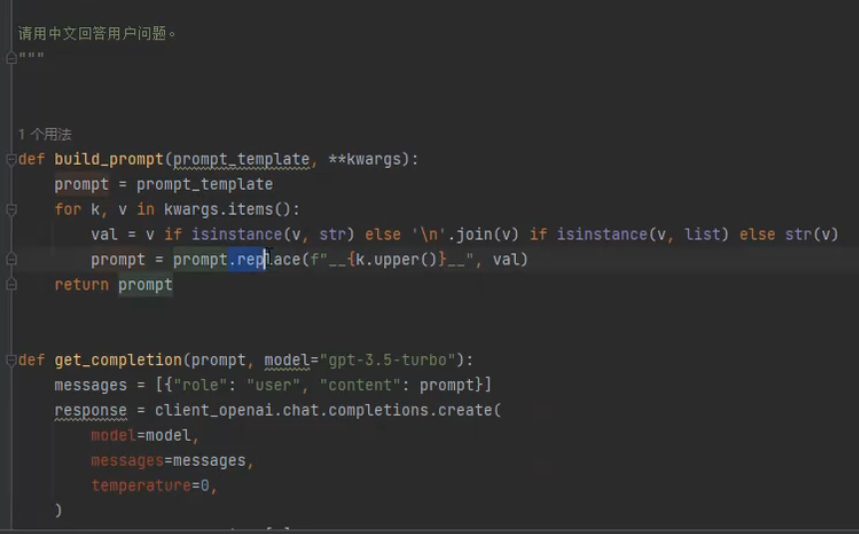 请用中文回答用户问题。
"""
1 个用法
def build_prompt(prompt_template, **kwargs):
    prompt = prompt_template
    for k, v in kwargs.items():
        val = v if isinstance(v, str) else '\n'.join(v) if isinstance(v, list) else str(v)
        prompt = prompt.replace(f"__{k.upper()}__", val)
    return prompt
def get_completion(prompt, model="gpt-3.5-turbo"):
    messages = [{"role": "user", "content": prompt}]
    response = client_openai.chat.completions.create(
        model=model,
        messages=messages,
        temperature=0,
    )